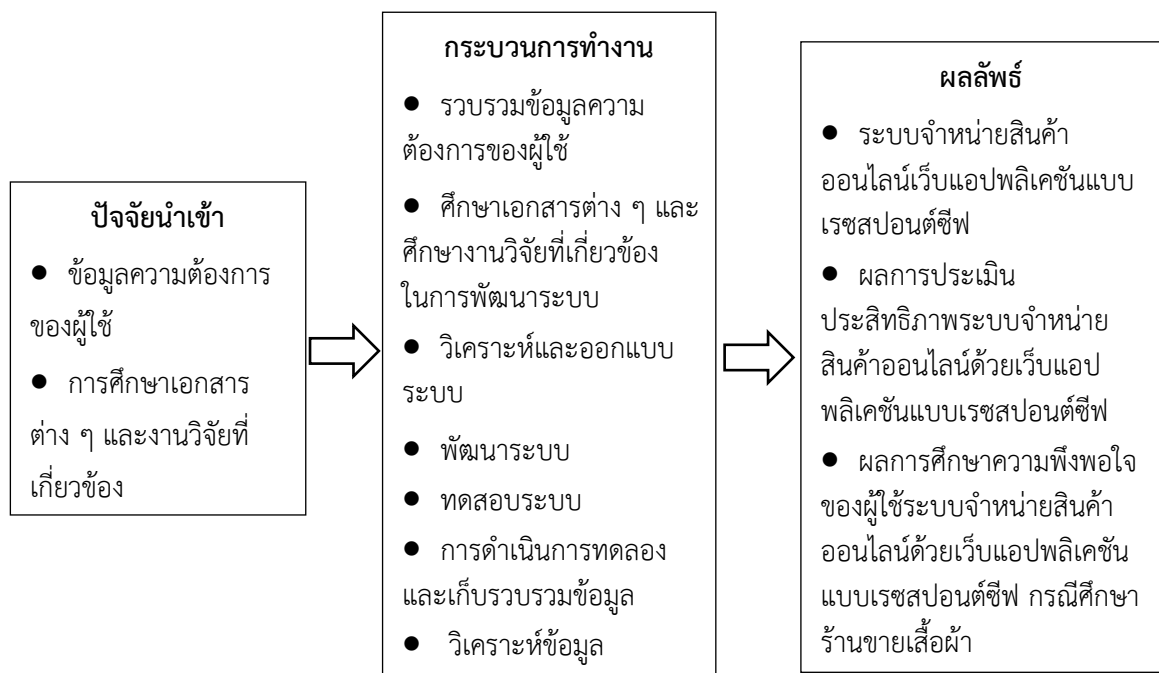 ปัจจัยนำเข้า
● ข้อมูลความต้องการ
ของผู้ใช้
● การศึกษาเอกสาร
ต่าง ๆ และงานวิจัยที่
เกี่ยวข้อง
กระบวนการทำงาน
● รวบรวมข้อมูลความ
ต้องการของผู้ใช้
● ศึกษาเอกสารต่าง ๆ และ
ศึกษางานวิจัยที่เกี่ยวข้อง
ในการพัฒนาระบบ
● วิเคราะห์และออกแบบ
ระบบ
● พัฒนาระบบ
● ทดสอบระบบ
● การดำเนินการทดลอง
และเก็บรวบรวมข้อมูล
● วิเคราะห์ข้อมูล
ผลลัพธ์
● ระบบจำหน่ายสินค้า
ออนไลน์เว็บแอปพลิเคชันแบบ
เรซสปอนต์ซีฟ
● ผลการประเมิน
ประสิทธิภาพระบบจำหน่าย
สินค้าออนไลน์ด้วยเว็บแอป
พลิเคชันแบบเรซสปอนต์ซีฟ
● ผลการศึกษาความพึงพอใจ
ของผู้ใช้ระบบจำหน่ายสินค้า
ออนไลน์ด้วยเว็บแอปพลิเคชัน
แบบเรซสปอนต์ซีฟ กรณีศึกษา
ร้านขายเสื้อผ้า